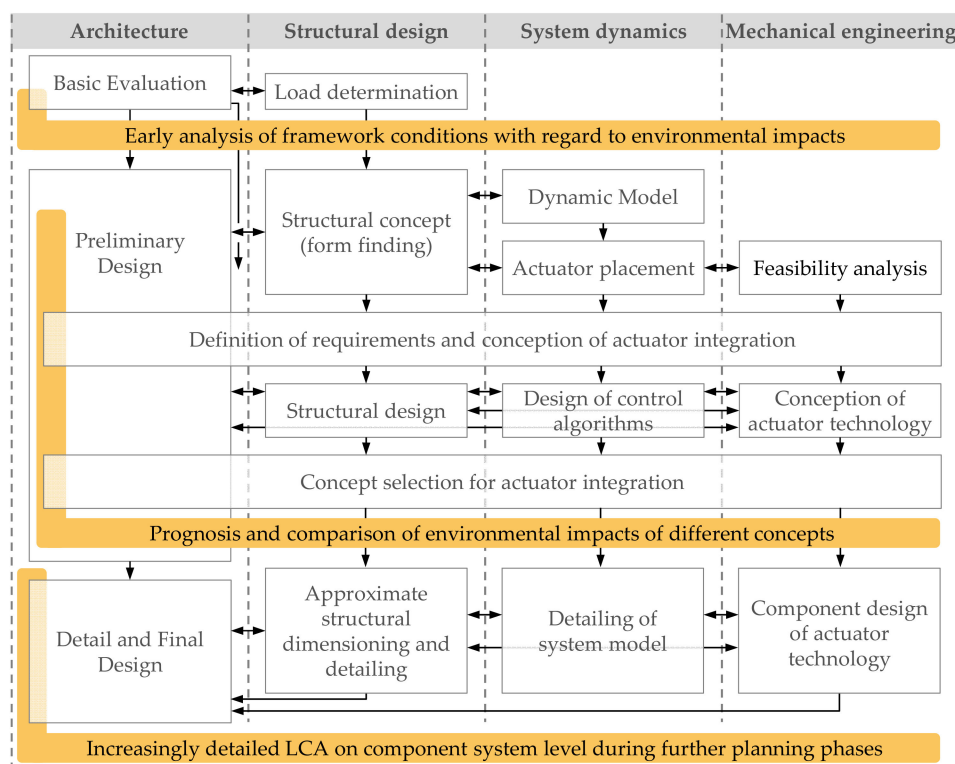 Architecture
Structural design
System dynamics
Mechanical engineering
Basic Evaluation
Load determination
Early analysis of framework conditions with regard to environmental impacts
Preliminary
Design
Structural concept
(form finding)
Dynamic Model
Actuator placement
Feasibility analysis
Definition of requirements and conception of actuator integration
Structural design
Design of control
algorithms
Conception of
actuator technology
Concept selection for actuator integration
Prognosis and comparison of environmental impacts of different concepts
Detail and Final
Design
Approximate
structural
dimensioning and
detailing
Detailing of
system model
Component design
of actuator
technology
Increasingly detailed LCA on component system level during further planning phases